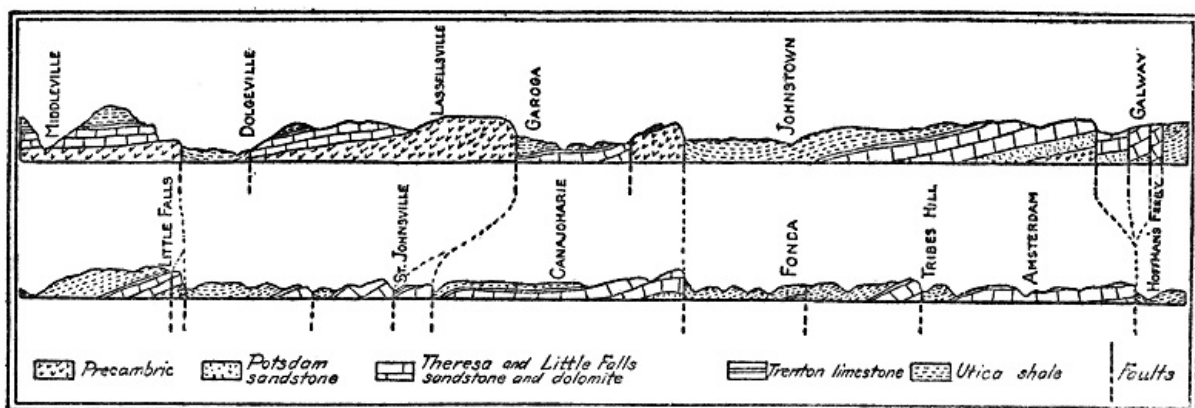 MIDDLEVILLE
DOLGEVILLE
LASSELLSVILLE
GAROGA
JOHNSTOWN
GALWAY
LITTLE FALLS
ST. JOHNSVILLE
CANAJOHARIE
FONDA
TRIBES HILL
AMSTERDAM
HOFFMANS FERRY
Precambric
Potsdam
sandstone
Theresa and Little Falls
sandstone and dolomite
Trenton limestone
Utica shale
Faults